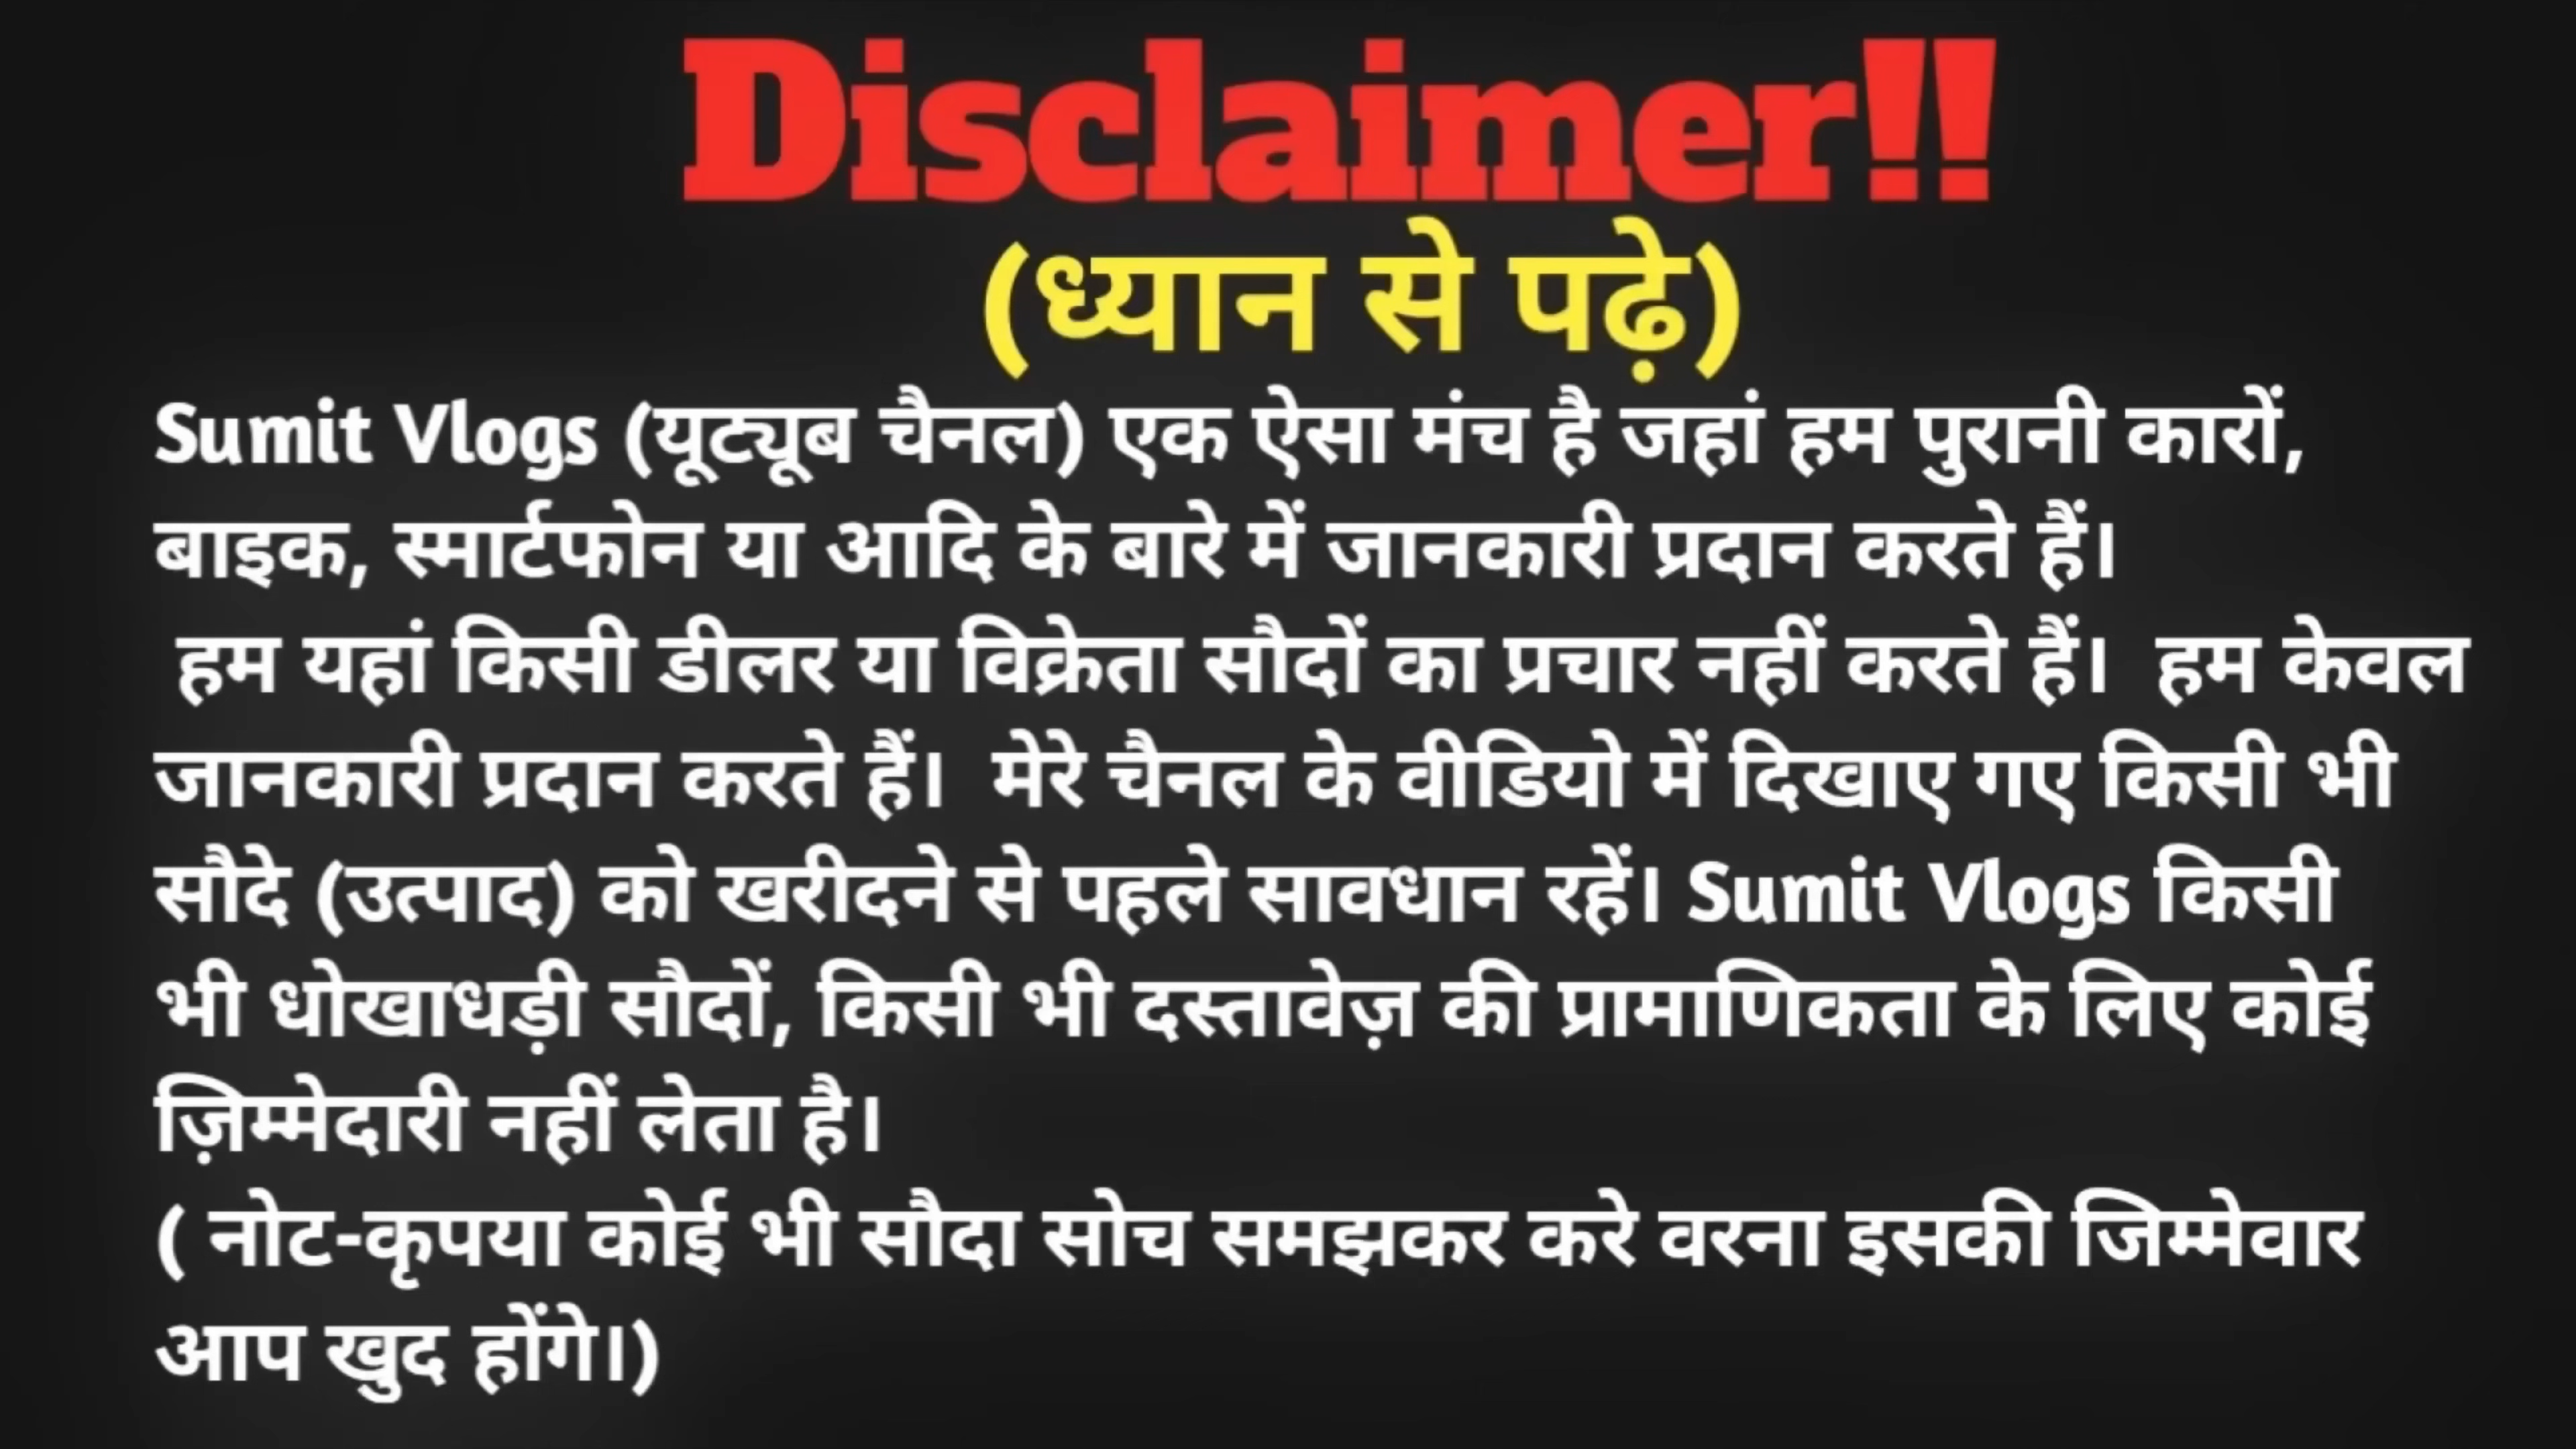 Disclaimer!!
(ध्यान से पढ़े)
Sumit Vlogs (यूट्यूब चैनल) एक ऐसा मंच है जहां हम पुरानी कारों,
बाइक, स्मार्टफोन या आदि के बारे में जानकारी प्रदान करते हैं।
हम यहां किसी डीलर या विक्रेता सौदों का प्रचार नहीं करते हैं। हम केवल
जानकारी प्रदान करते हैं। मेरे चैनल के वीडियो में दिखाए गए किसी भी
सौदे (उत्पाद) को खरीदने से पहले सावधान रहें। Sumit Vlogs किसी
भी धोखाधड़ी सौदों, किसी भी दस्तावेज़ की प्रामाणिकता के लिए कोई
ज़िम्मेदारी नहीं लेता है।
( नोट-कृपया कोई भी सौदा सोच समझकर करे वरना इसकी जिम्मेवार
आप खुद होंगे।)